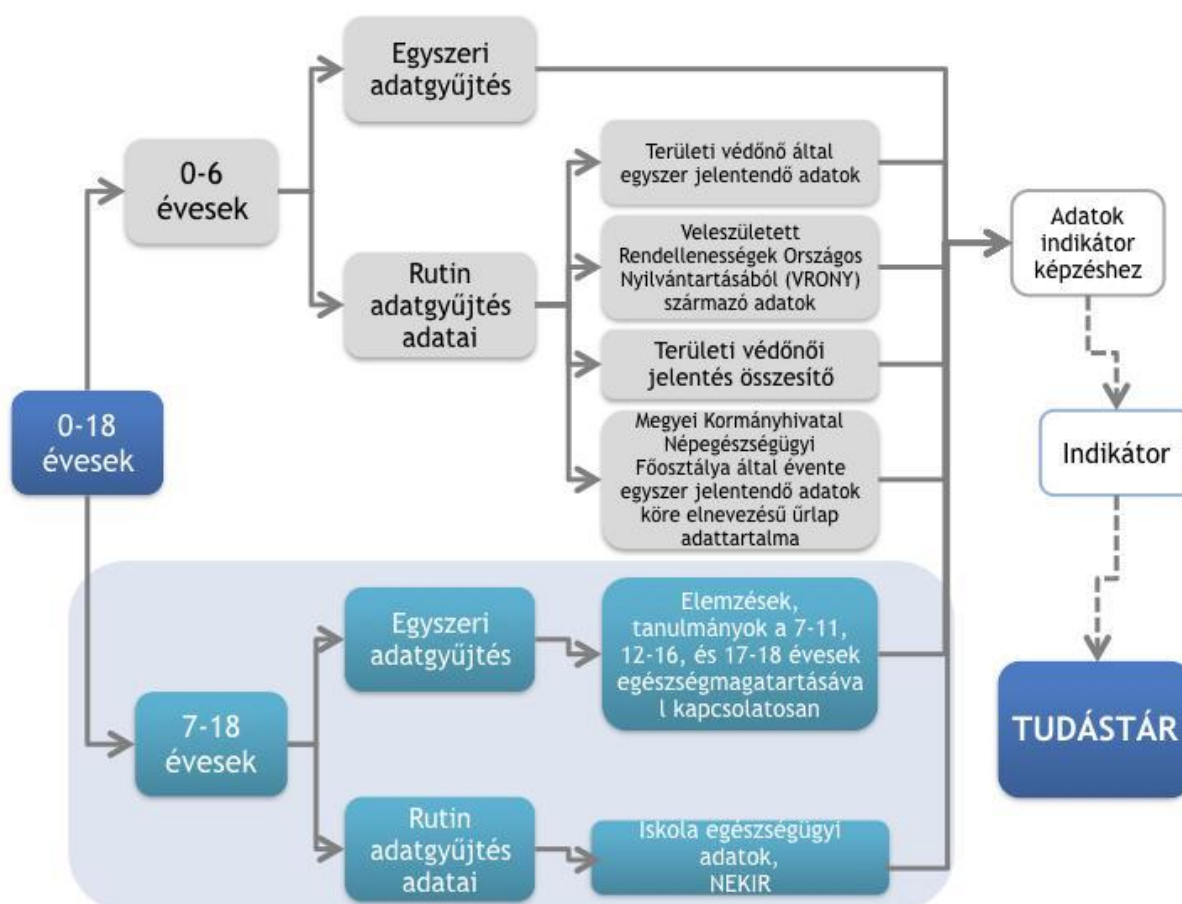 Egyszeri
adatgyűjtés
0-6
évesek
Rutin
adatgyűjtés
adatai
Területi védőnő által
egyszer jelentendő adatok
Veleszületett
Rendellenességek Országos
Nyilvántartásából (VRONY)
származó adatok
Területi védőnői
jelentés összesítő
Megyei Kormányhivatal
Népegészségügyi
Főosztálya által évente
egyszer jelentendő adatok
köre elnevezésű űrlap
adattartalma
0-18
évesek
7-18
évesek
Egyszeri
adatgyűjtés
Elemzések,
tanulmányok a 7-11,
12-16, és 17-18 évesek
egészségmagatartásáva
l kapcsolatosan
Rutin
adatgyűjtés
adatai
Iskola egészségügyi
adatok,
NEKIR
Adatok
indikátor
képzéshez
Indikátor
TUDÁSTÁR